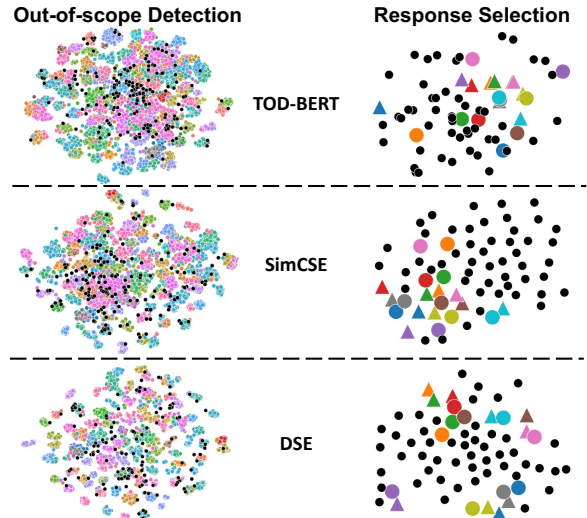 Out-of-scope Detection
Response Selection
TOD-BERT
SimCSE
DSE